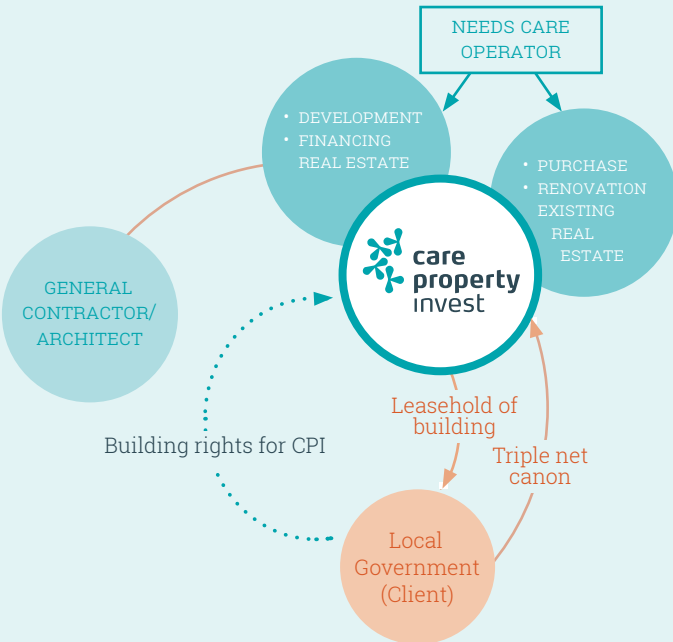 NEEDS CARE
OPERATOR
• DEVELOPMENT
• FINANCING
REAL ESTATE
• PURCHASE
• RENOVATION
EXISTING
REAL
ESTATE
care
property
invest
GENERAL
CONTRACTOR/
ARCHITECT
Leasehold of
building
Building rights for CPI
Triple net
canon
Local
Government
(Client)